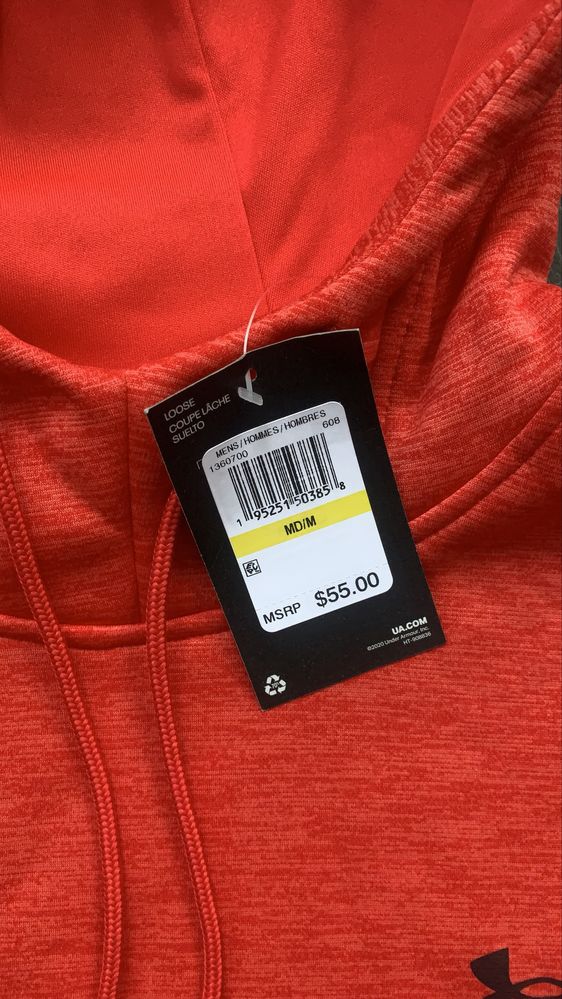 LOOSE
COUPE LÂCHE
SUELTO
MENS / HOMMES / HOMBRES
1360700 608
1 95251 50385 8
MD/M
MSRP $55.00
UA.COM
©2020 Under Armour, Inc.
HT-908636